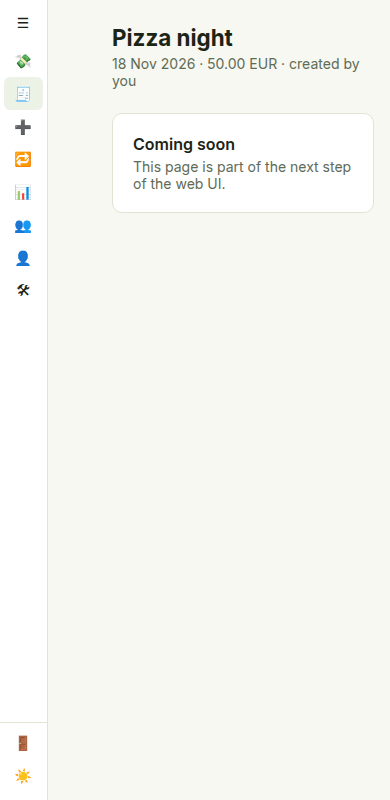 Pizza night
18 Nov 2026 · 50.00 EUR · created by
you
Coming soon
This page is part of the next step
of the web UI.